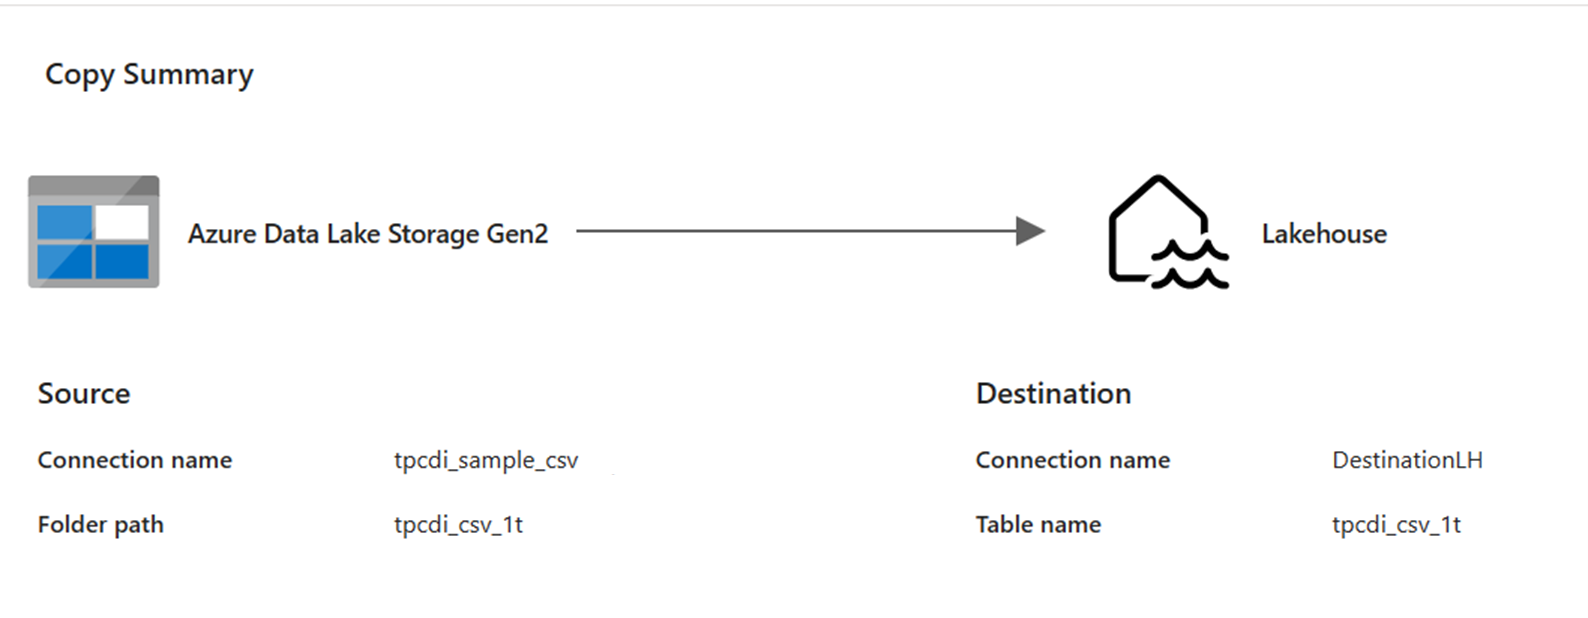 Copy Summary
Azure Data Lake Storage Gen2
Lakehouse
Source
Connection name tpcdi_sample_csv
Folder path tpcdi_csv_1t
Destination
Connection name DestinationLH
Table name tpcdi_csv_1t